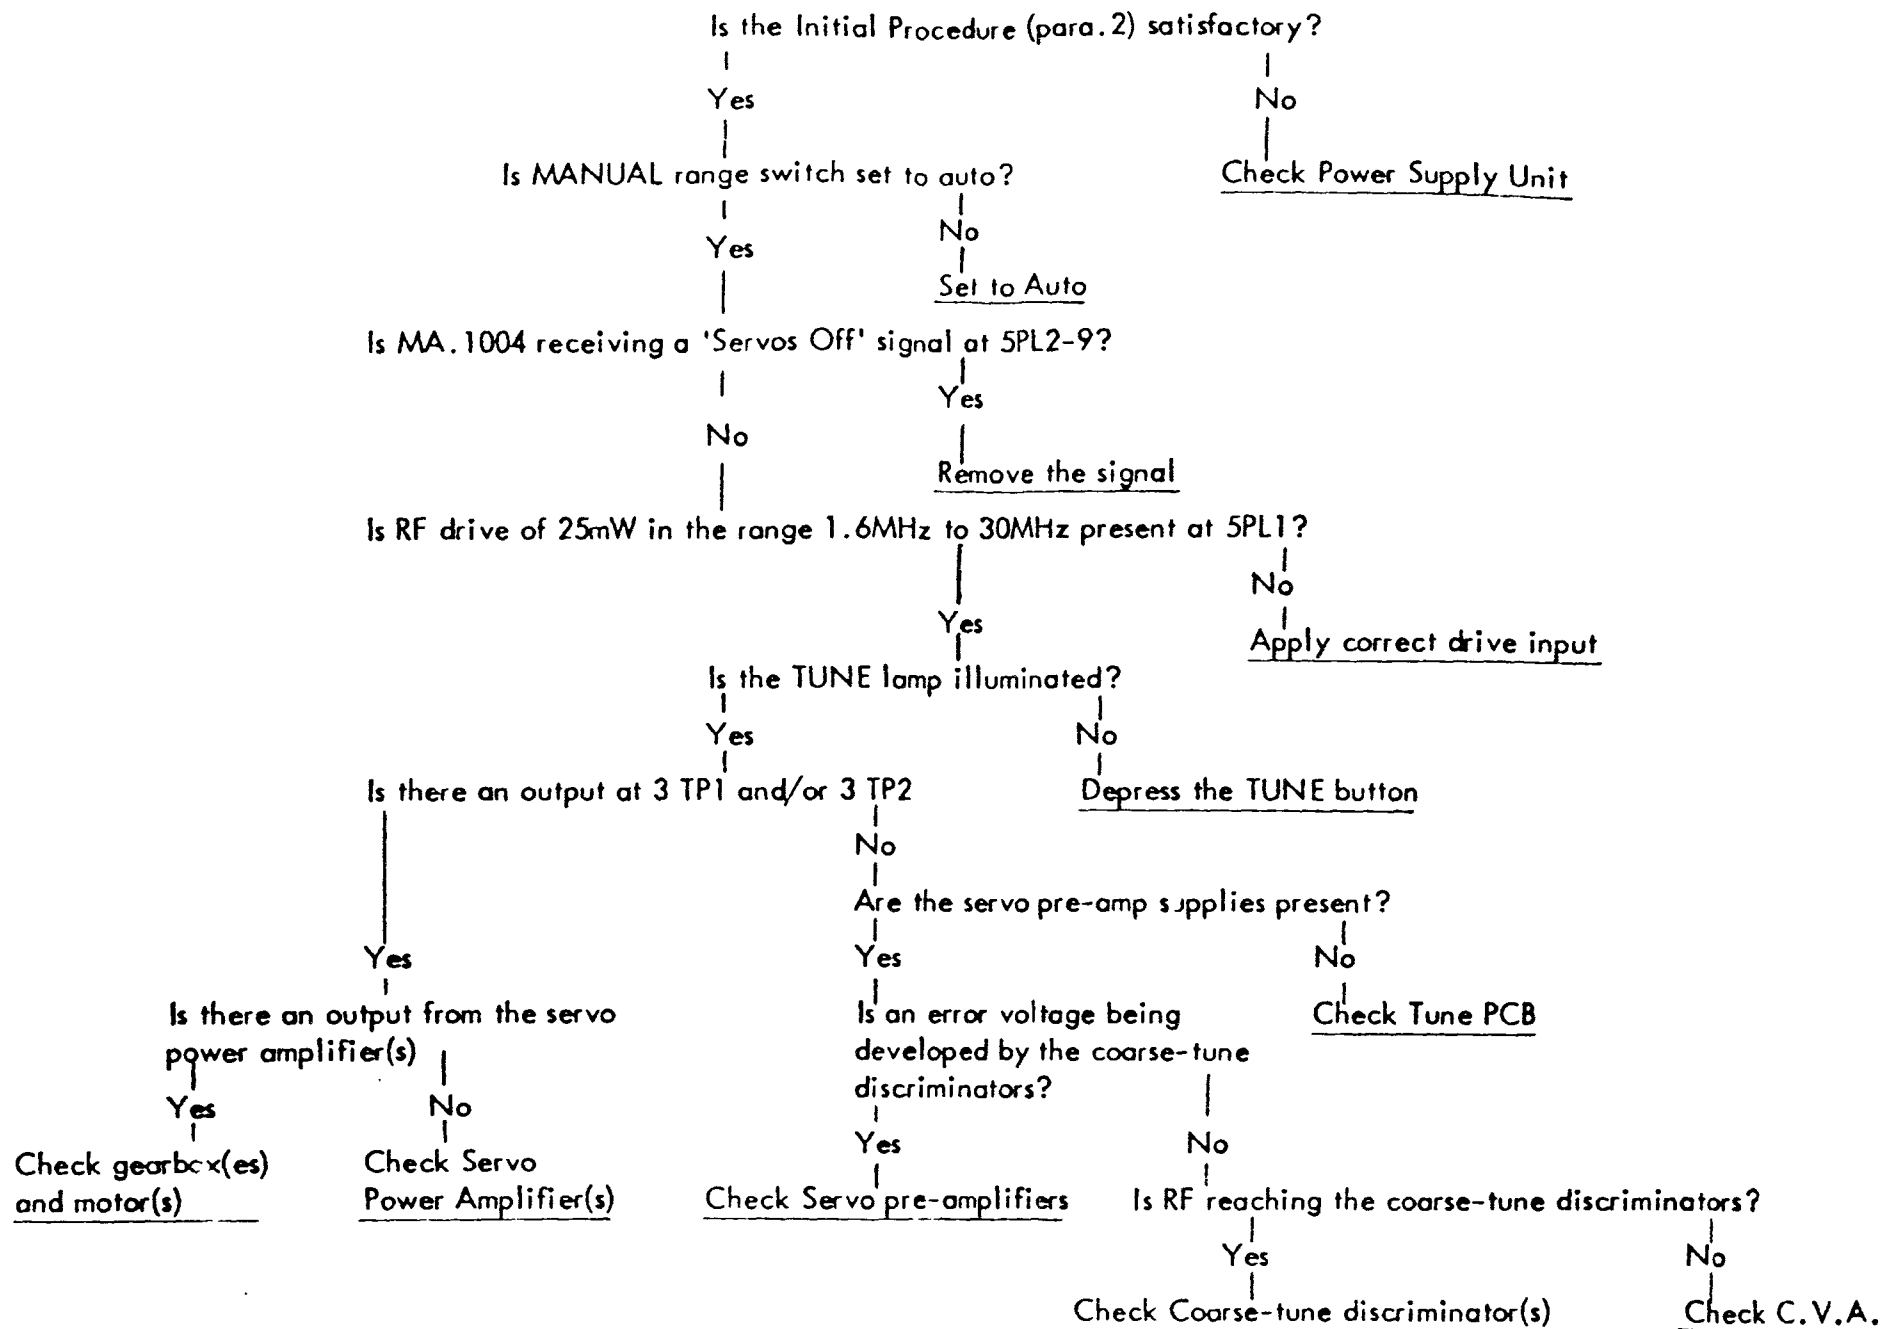 Is the Initial Procedure (para.2) satisfactory?
Yes
No
Is MANUAL range switch set to auto?
Check Power Supply Unit
Yes
No
Set to Auto
Is MA.1004 receiving a 'Servos Off' signal at 5PL2-9?
Yes
No
Remove the signal
Is RF drive of 25mW in the range 1.6MHz to 30MHz present at 5PL1?
No
Yes
Apply correct drive input
Is the TUNE lamp illuminated?
Yes
No
Is there an output at 3 TP1 and/or 3 TP2
Depress the TUNE button
No
Are the servo pre-amp supplies present?
Yes
Yes
No
Is there an output from the servo
power amplifier(s)
Is an error voltage being
developed by the coarse-tune
discriminators?
Check Tune PCB
Yes
No
Yes
No
Check gearbox(es)
and motor(s)
Check Servo
Power Amplifier(s)
Check Servo pre-amplifiers
Is RF reaching the coarse-tune discriminators?
Yes
No
Check Coarse-tune discriminator(s)
Check C.V.A.